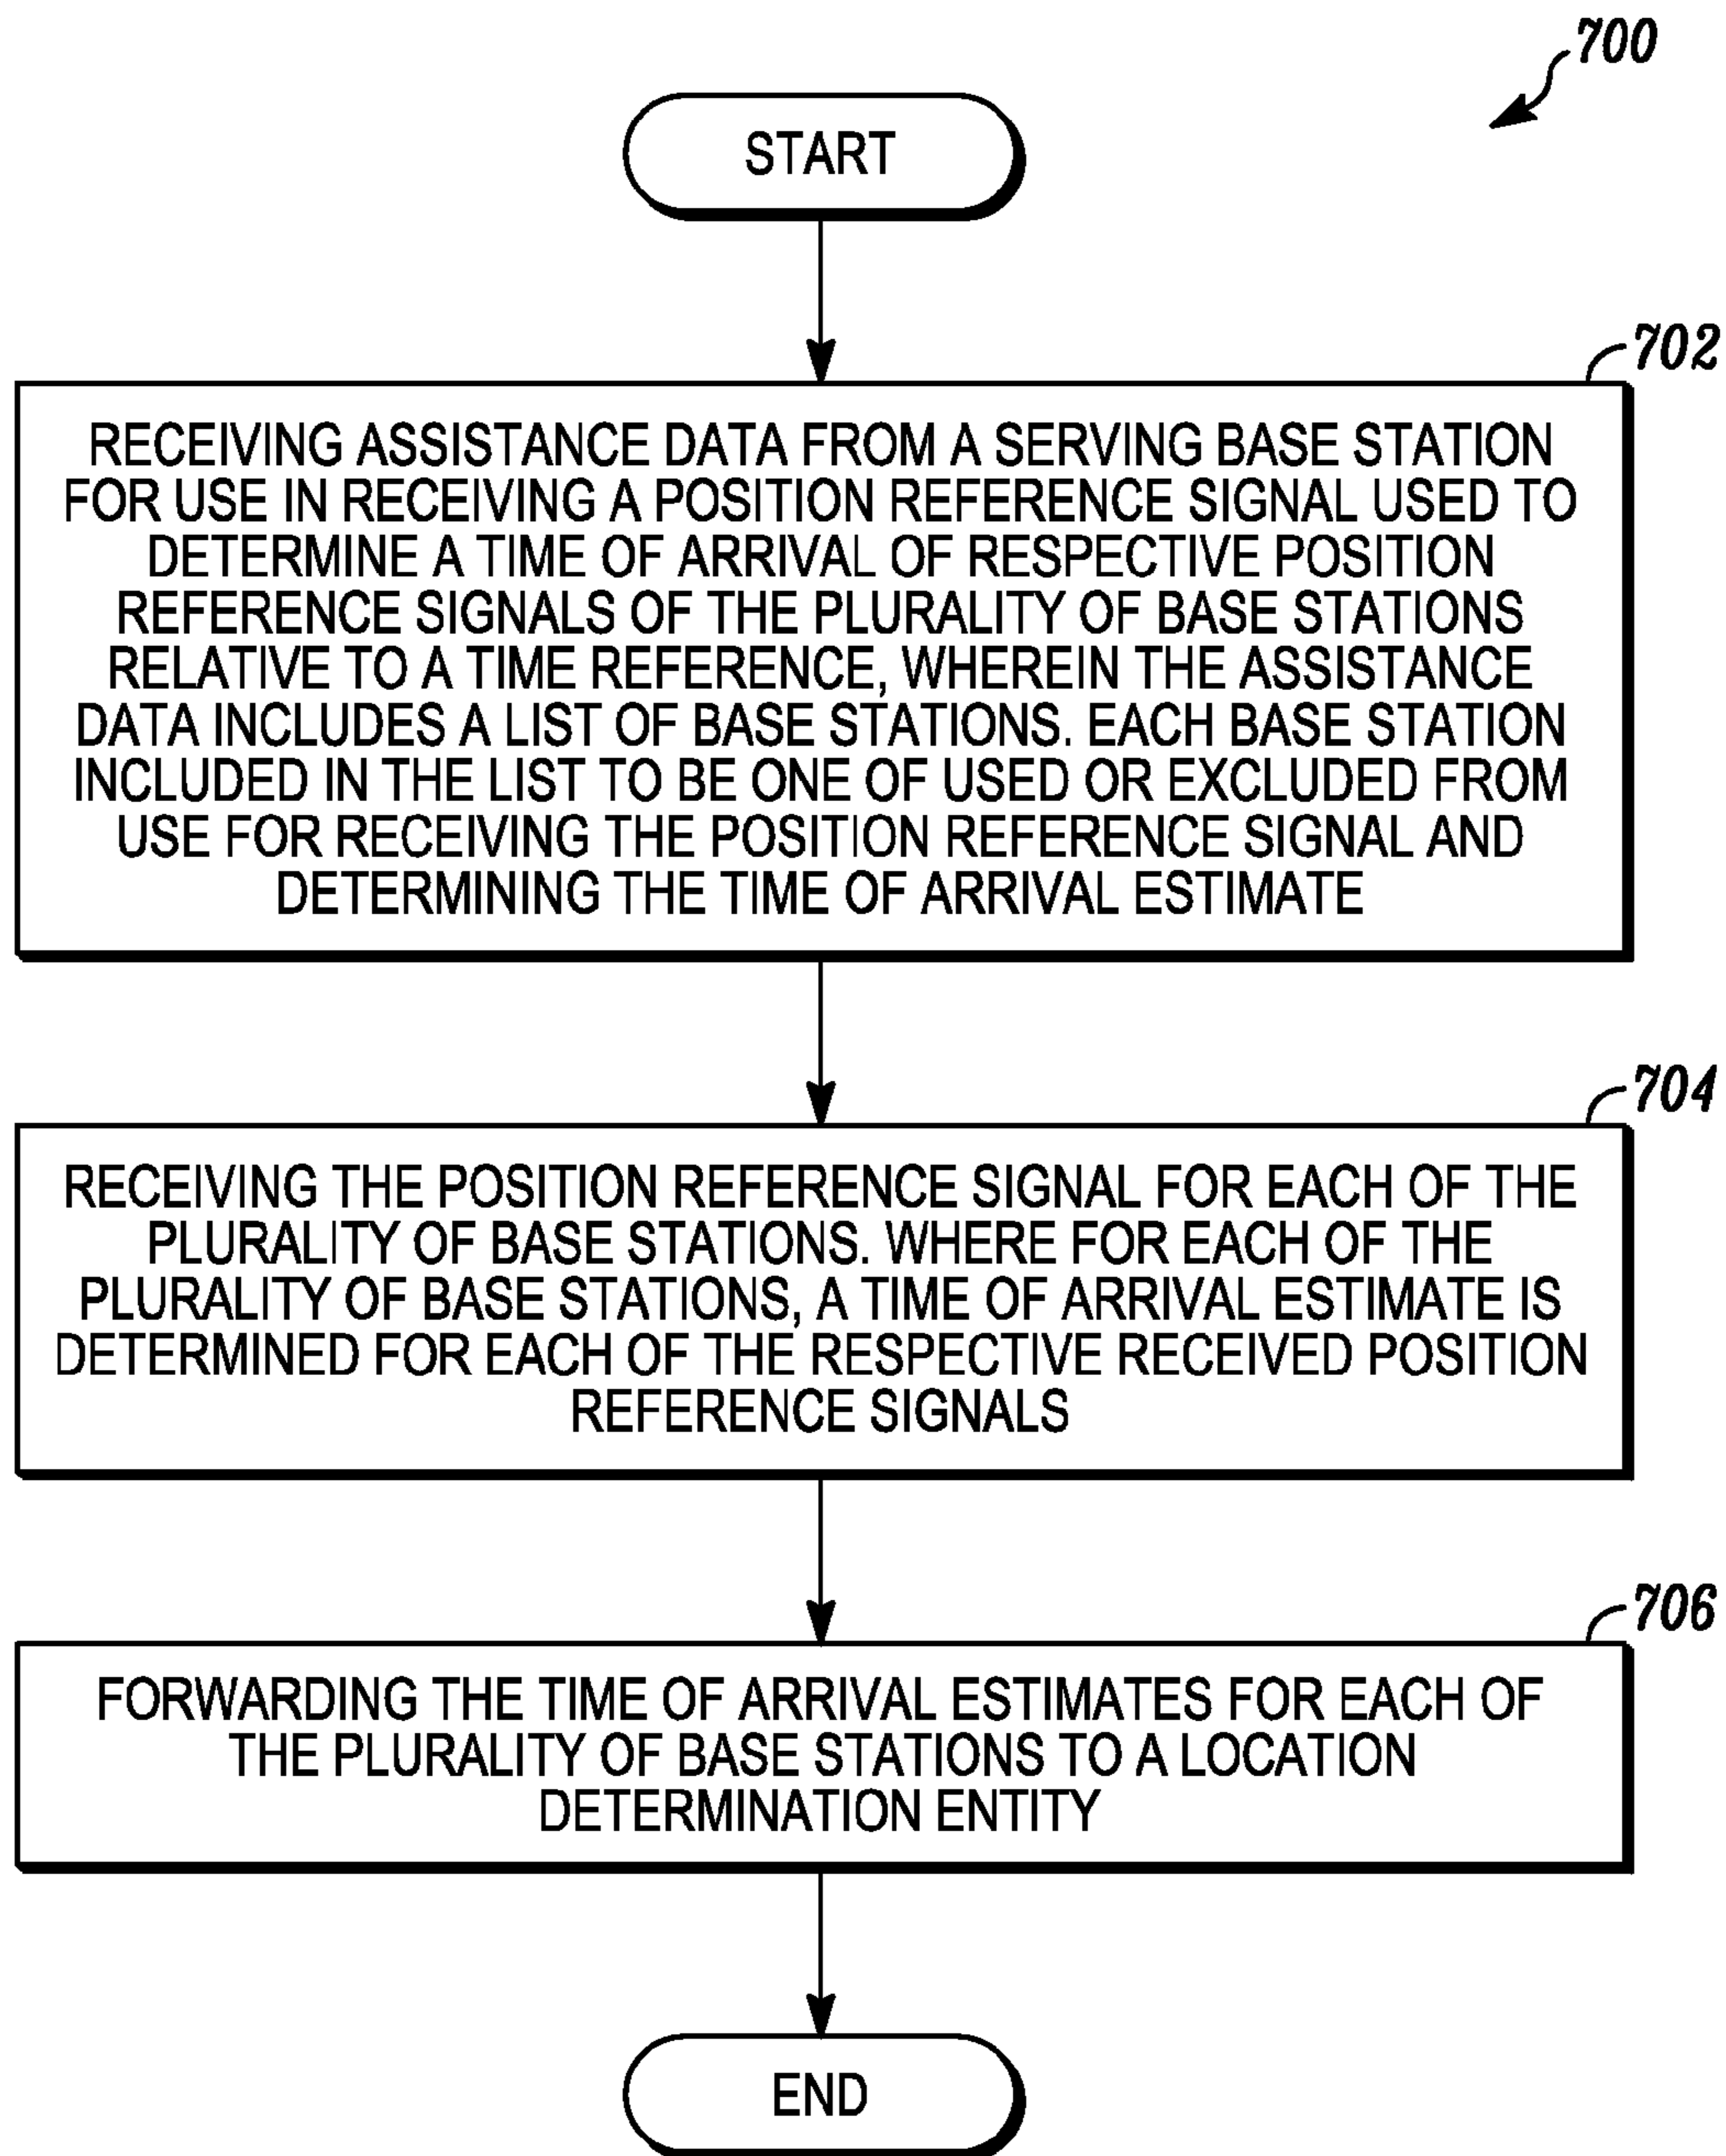 700
START
702
RECEIVING ASSISTANCE DATA FROM A SERVING BASE STATION
FOR USE IN RECEIVING A POSITION REFERENCE SIGNAL USED TO
DETERMINE A TIME OF ARRIVAL OF RESPECTIVE POSITION
REFERENCE SIGNALS OF THE PLURALITY OF BASE STATIONS
RELATIVE TO A TIME REFERENCE, WHEREIN THE ASSISTANCE
DATA INCLUDES A LIST OF BASE STATIONS. EACH BASE STATION
INCLUDED IN THE LIST TO BE ONE OF USED OR EXCLUDED FROM
USE FOR RECEIVING THE POSITION REFERENCE SIGNAL AND
DETERMINING THE TIME OF ARRIVAL ESTIMATE
704
RECEIVING THE POSITION REFERENCE SIGNAL FOR EACH OF THE
PLURALITY OF BASE STATIONS. WHERE FOR EACH OF THE
PLURALITY OF BASE STATIONS, A TIME OF ARRIVAL ESTIMATE IS
DETERMINED FOR EACH OF THE RESPECTIVE RECEIVED POSITION
REFERENCE SIGNALS
706
FORWARDING THE TIME OF ARRIVAL ESTIMATES FOR EACH OF
THE PLURALITY OF BASE STATIONS TO A LOCATION
DETERMINATION ENTITY
END